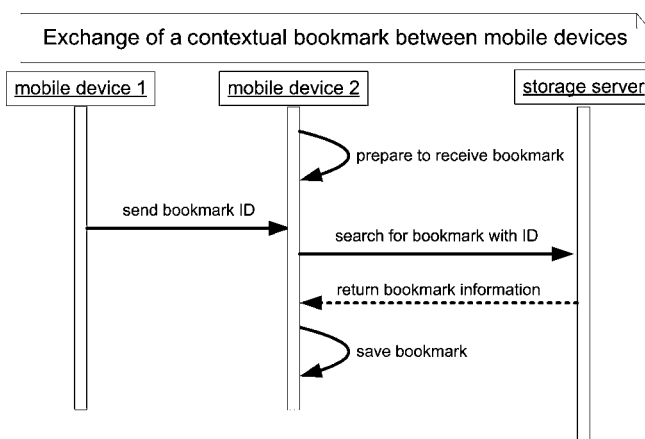 Exchange of a contextual bookmark between mobile devices
mobile device 1
mobile device 2
storage server
prepare to receive bookmark
send bookmark ID
search for bookmark with ID
return bookmark information
save bookmark